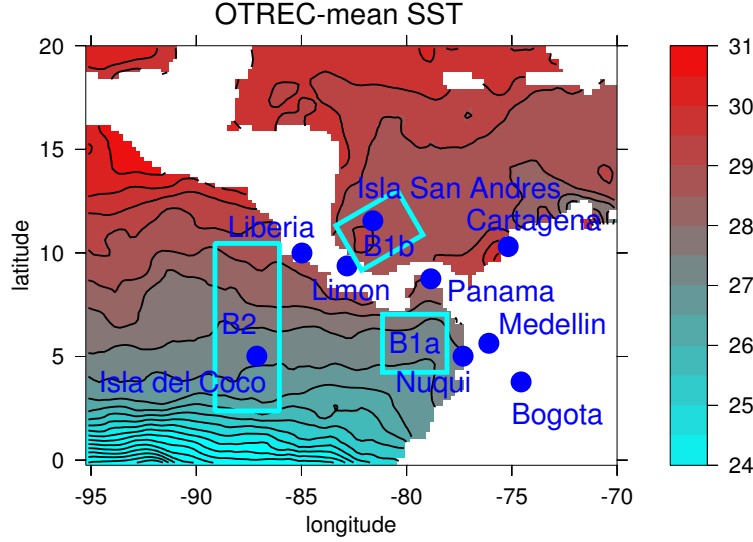 OTREC-mean SST
20
15
10
5
0
latitude
-95
-90
-85
-80
-75
-70
longitude
Isla San Andres
Liberia
Cartagena
B1b
Limon
Panama
B2
B1a
Medellin
Isla del Coco
Nuqui
Bogota
31
30
29
28
27
26
25
24